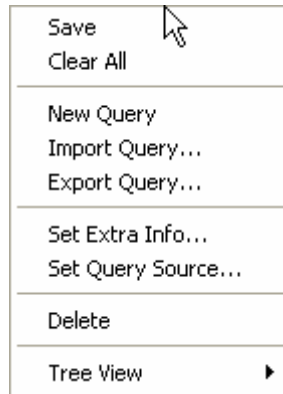 Save
Clear All
New Query
Import Query...
Export Query...
Set Extra Info...
Set Query Source...
Delete
Tree View